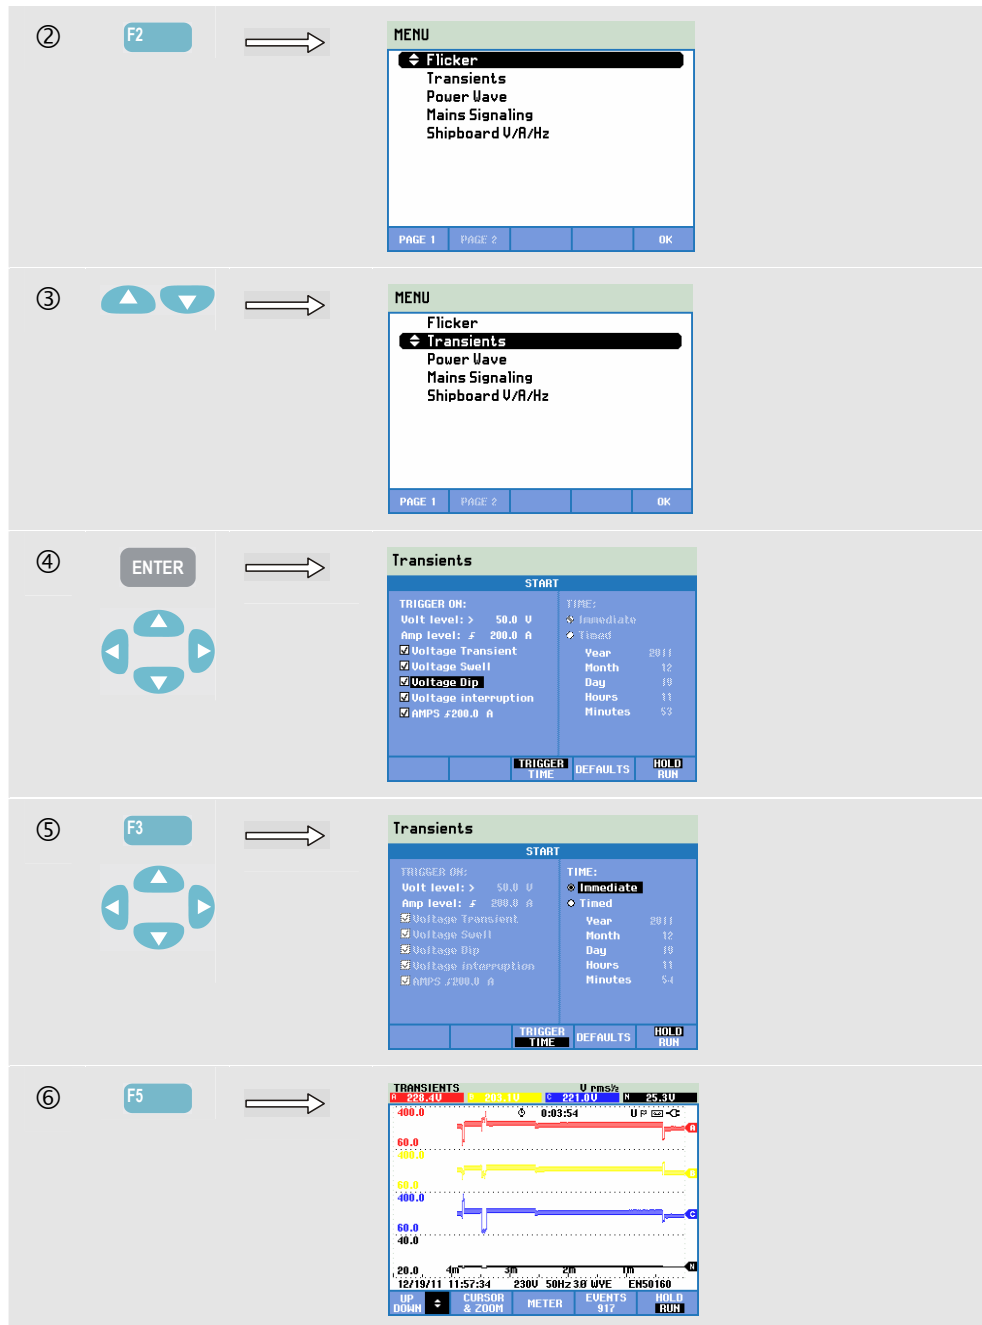 ②
F2
MENU
Flicker
Transients
Power Wave
Mains Signaling
Shipboard V/A/Hz
PAGE 1 PAGE 2 OK
③
MENU
Flicker
Transients
Power Wave
Mains Signaling
Shipboard V/A/Hz
PAGE 1 PAGE 2 OK
④
ENTER
Transients
START
TRIGGER ON:
Volt level: > 50.0 V
Amp level: 200.0 A
Voltage Transient
Voltage Swell
Voltage Dip
Voltage interruption
AMPS 200.0 A
TIME:
Immediate
Timed
Year 2011
Month 12
Day 19
Hours 11
Minutes 53
TRIGGER TIME DEFAULTS HOLD RUN
⑤
F3
Transients
START
TRIGGER ON:
Volt level: > 50.0 V
Amp level: 200.0 A
Voltage Transient
Voltage Swell
Voltage Dip
Voltage interruption
AMPS 200.0 A
TIME:
Immediate
Timed
Year 2011
Month 12
Day 19
Hours 11
Minutes 54
TRIGGER TIME DEFAULTS HOLD RUN
⑥
F5
TRANSIENTS V rms½
A 228.4V C 221.0V N 25.3V
400.0 0:03:54 U P
A
60.0
400.0
60.0
400.0
C
60.0
40.0
N
20.0 4m 3m 2m 1m
12/19/11 11:57:34 230V 50Hz 3Ø WYE EN50160
UP DOWN CURSOR & ZOOM METER EVENTS 917 HOLD RUN